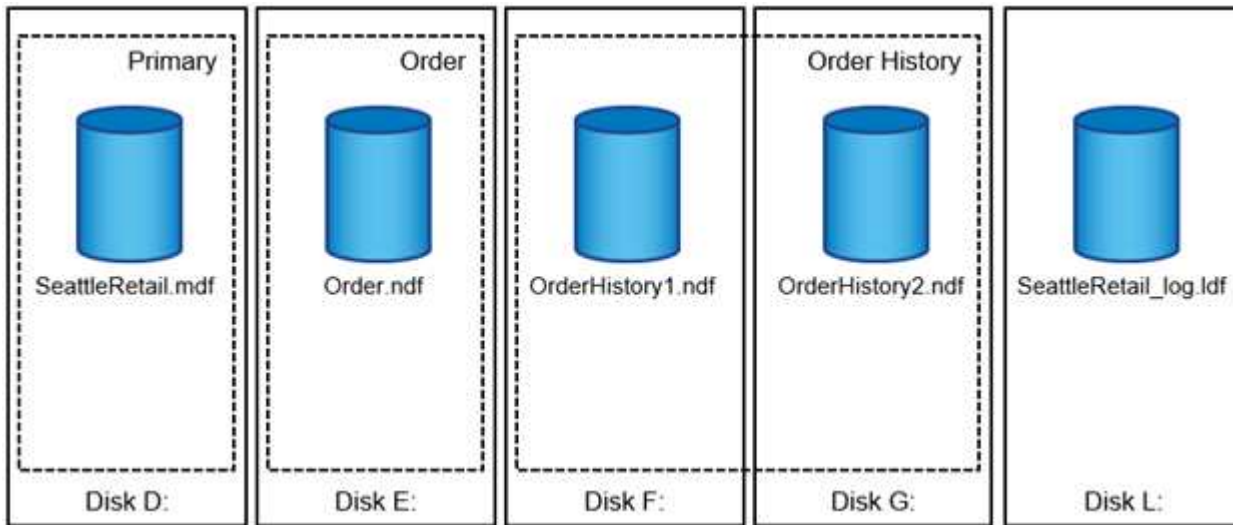 Primary
Order
Order History
SeattleRetail.mdf
Order.ndf
OrderHistory1.ndf
OrderHistory2.ndf
SeattleRetail_log.ldf
Disk D:
Disk E:
Disk F:
Disk G:
Disk L: